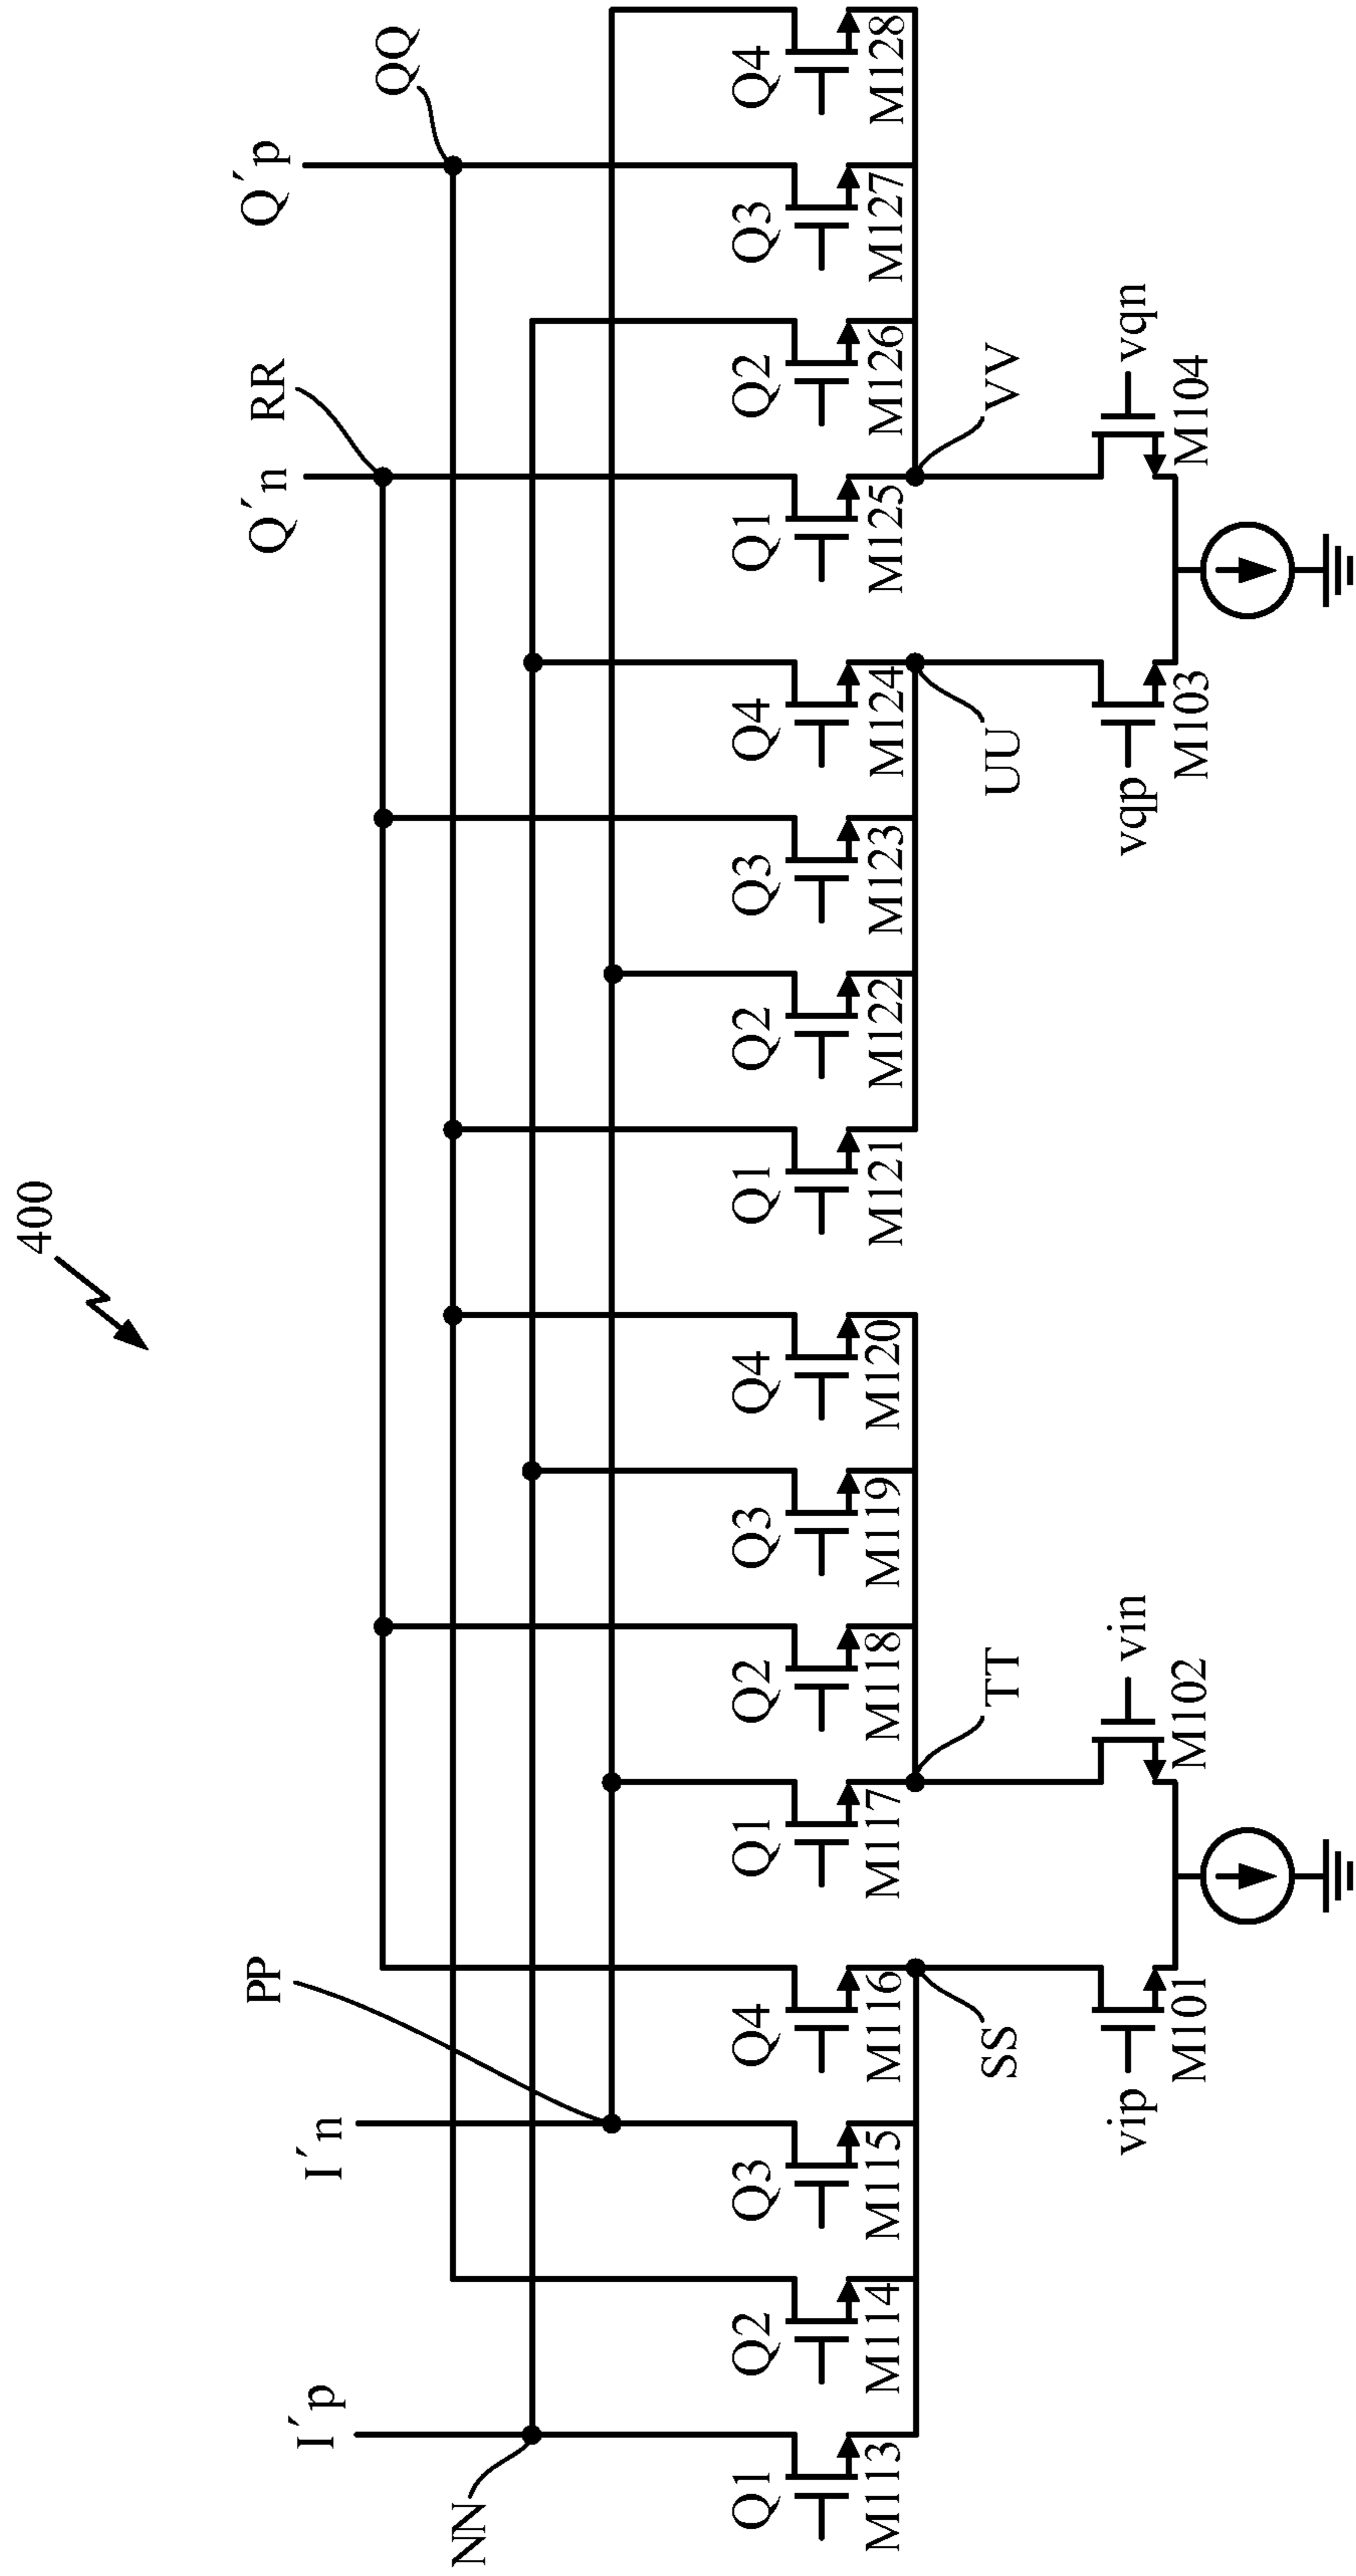 400
I´p
I´n
Q´n
Q´p
NN
PP
RR
QQ
Q1
Q2
Q3
Q4
Q1
Q2
Q3
Q4
Q1
Q2
Q3
Q4
Q1
Q2
Q3
Q4
M113
M114
M115
M116
M117
M118
M119
M120
M121
M122
M123
M124
M125
M126
M127
M128
SS
TT
UU
VV
vip
vin
vqp
vqn
M101
M102
M103
M104